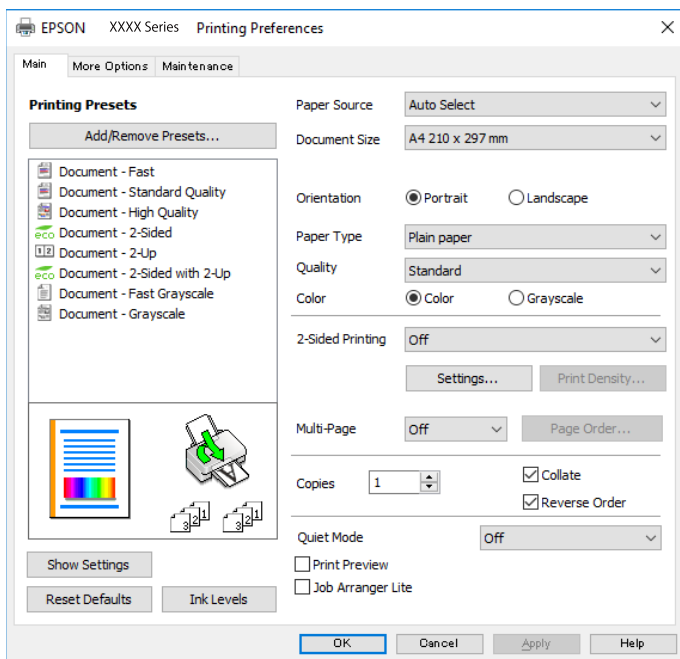 EPSON XXXX Series Printing Preferences
Main More Options Maintenance
Printing Presets
Add/Remove Presets...
Document - Fast
Document - Standard Quality
Document - High Quality
eco Document - 2-Sided
1 2 Document - 2-Up
eco Document - 2-Sided with 2-Up
Document - Fast Grayscale
Document - Grayscale
A
3 2 1 3 2 1
Show Settings
Reset Defaults Ink Levels
Paper Source Auto Select
Document Size A4 210 x 297 mm
Orientation Portrait Landscape
Paper Type Plain paper
Quality Standard
Color Color Grayscale
2-Sided Printing Off
Settings... Print Density...
Multi-Page Off Page Order...
Copies 1 Collate
Reverse Order
Quiet Mode Off
Print Preview
Job Arranger Lite
OK Cancel Apply Help